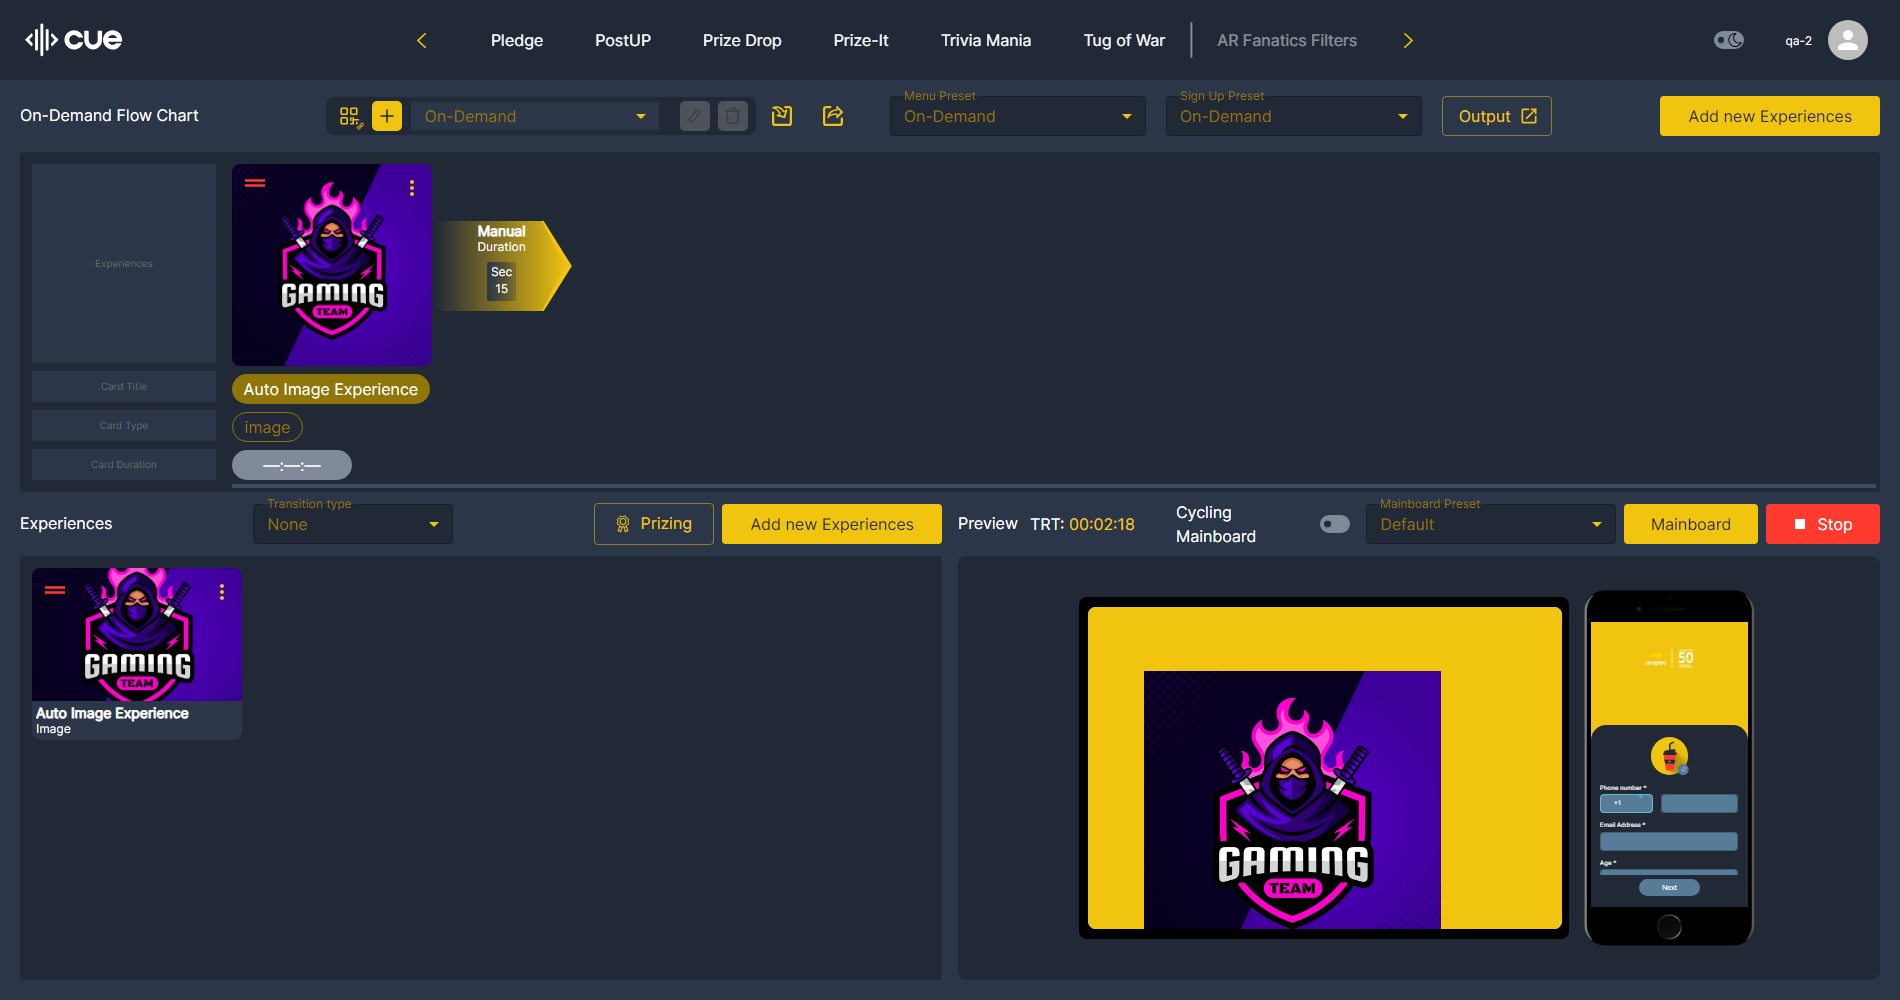 cue
Pledge
PostUP
Prize Drop
Prize-It
Trivia Mania
Tug of War
AR Fanatics Filters
qa-2
On-Demand Flow Chart
On-Demand
Menu Preset
On-Demand
Sign Up Preset
On-Demand
Output
Add new Experiences
Experiences
GAMING
TEAM
Manual
Duration
Sec
15
Card Title
Auto Image Experience
Card Type
image
Card Duration
—:—:—
Experiences
Transition type
None
Prizing
Add new Experiences
Preview
TRT: 00:02:18
Cycling
Mainboard
Mainboard Preset
Default
Mainboard
Stop
GAMING
TEAM
Auto Image Experience
Image
GAMING
TEAM
50
Phone number *
+1
Email Address *
Age *
Next